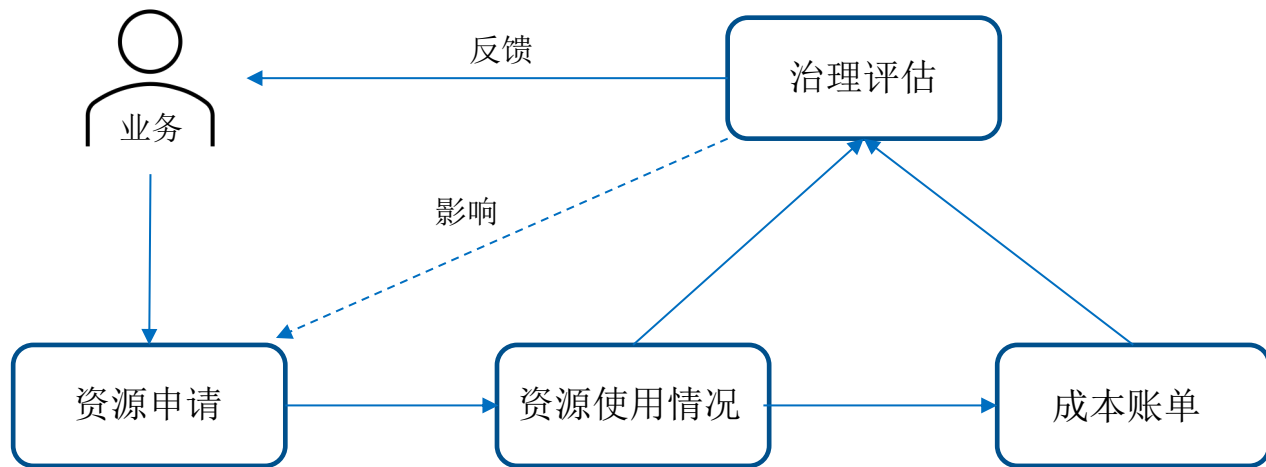 反馈
治理评估
业务
影响
资源申请
资源使用情况
成本账单